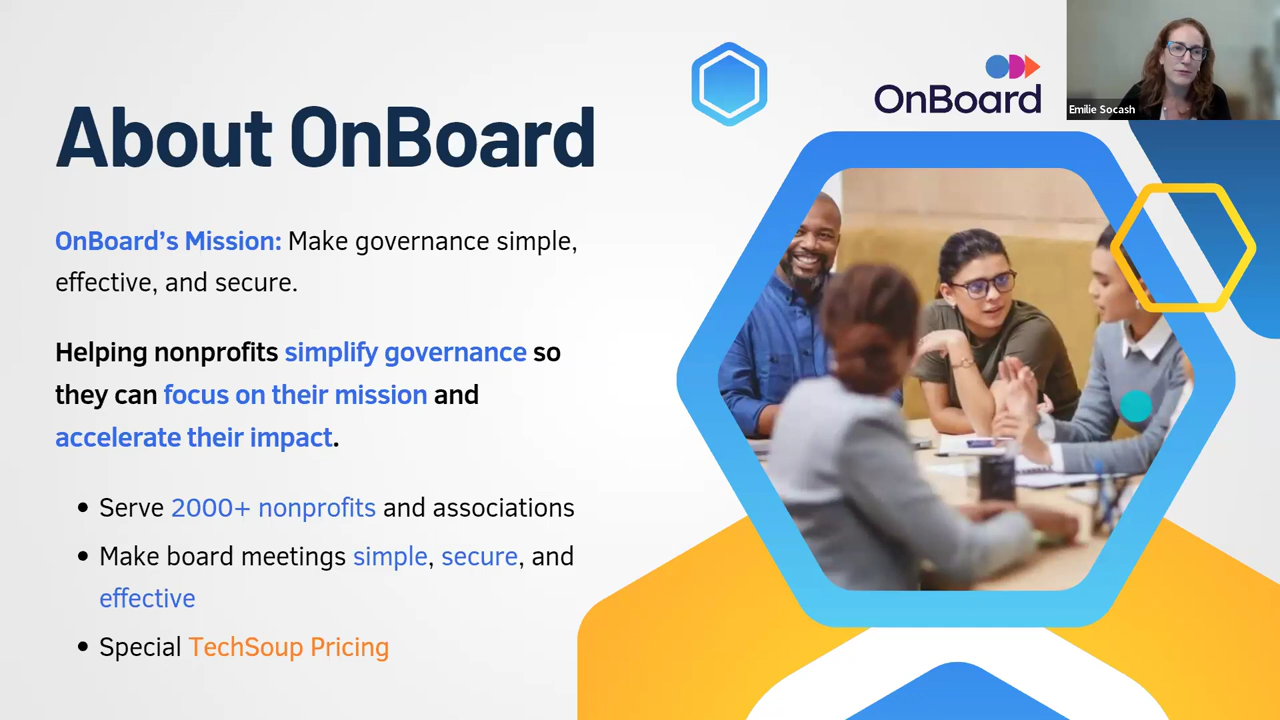 OnBoard
Emilie Socash
About OnBoard
OnBoard’s Mission: Make governance simple,
effective, and secure.
Helping nonprofits simplify governance so
they can focus on their mission and
accelerate their impact.
• Serve 2000+ nonprofits and associations
• Make board meetings simple, secure, and
effective
• Special TechSoup Pricing